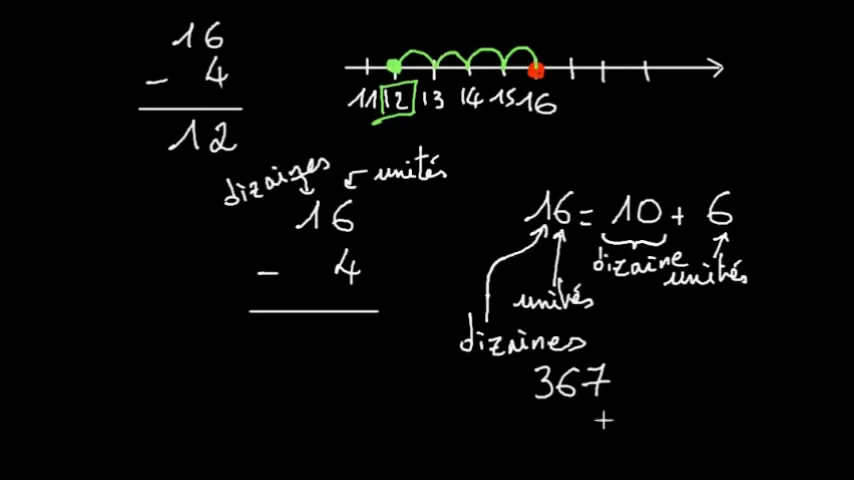 16
- 4
12
11 12 13 14 15 16
dizaines unités
16
- 4
16 = 10 + 6
dizaine unités
unités
dizaines
367